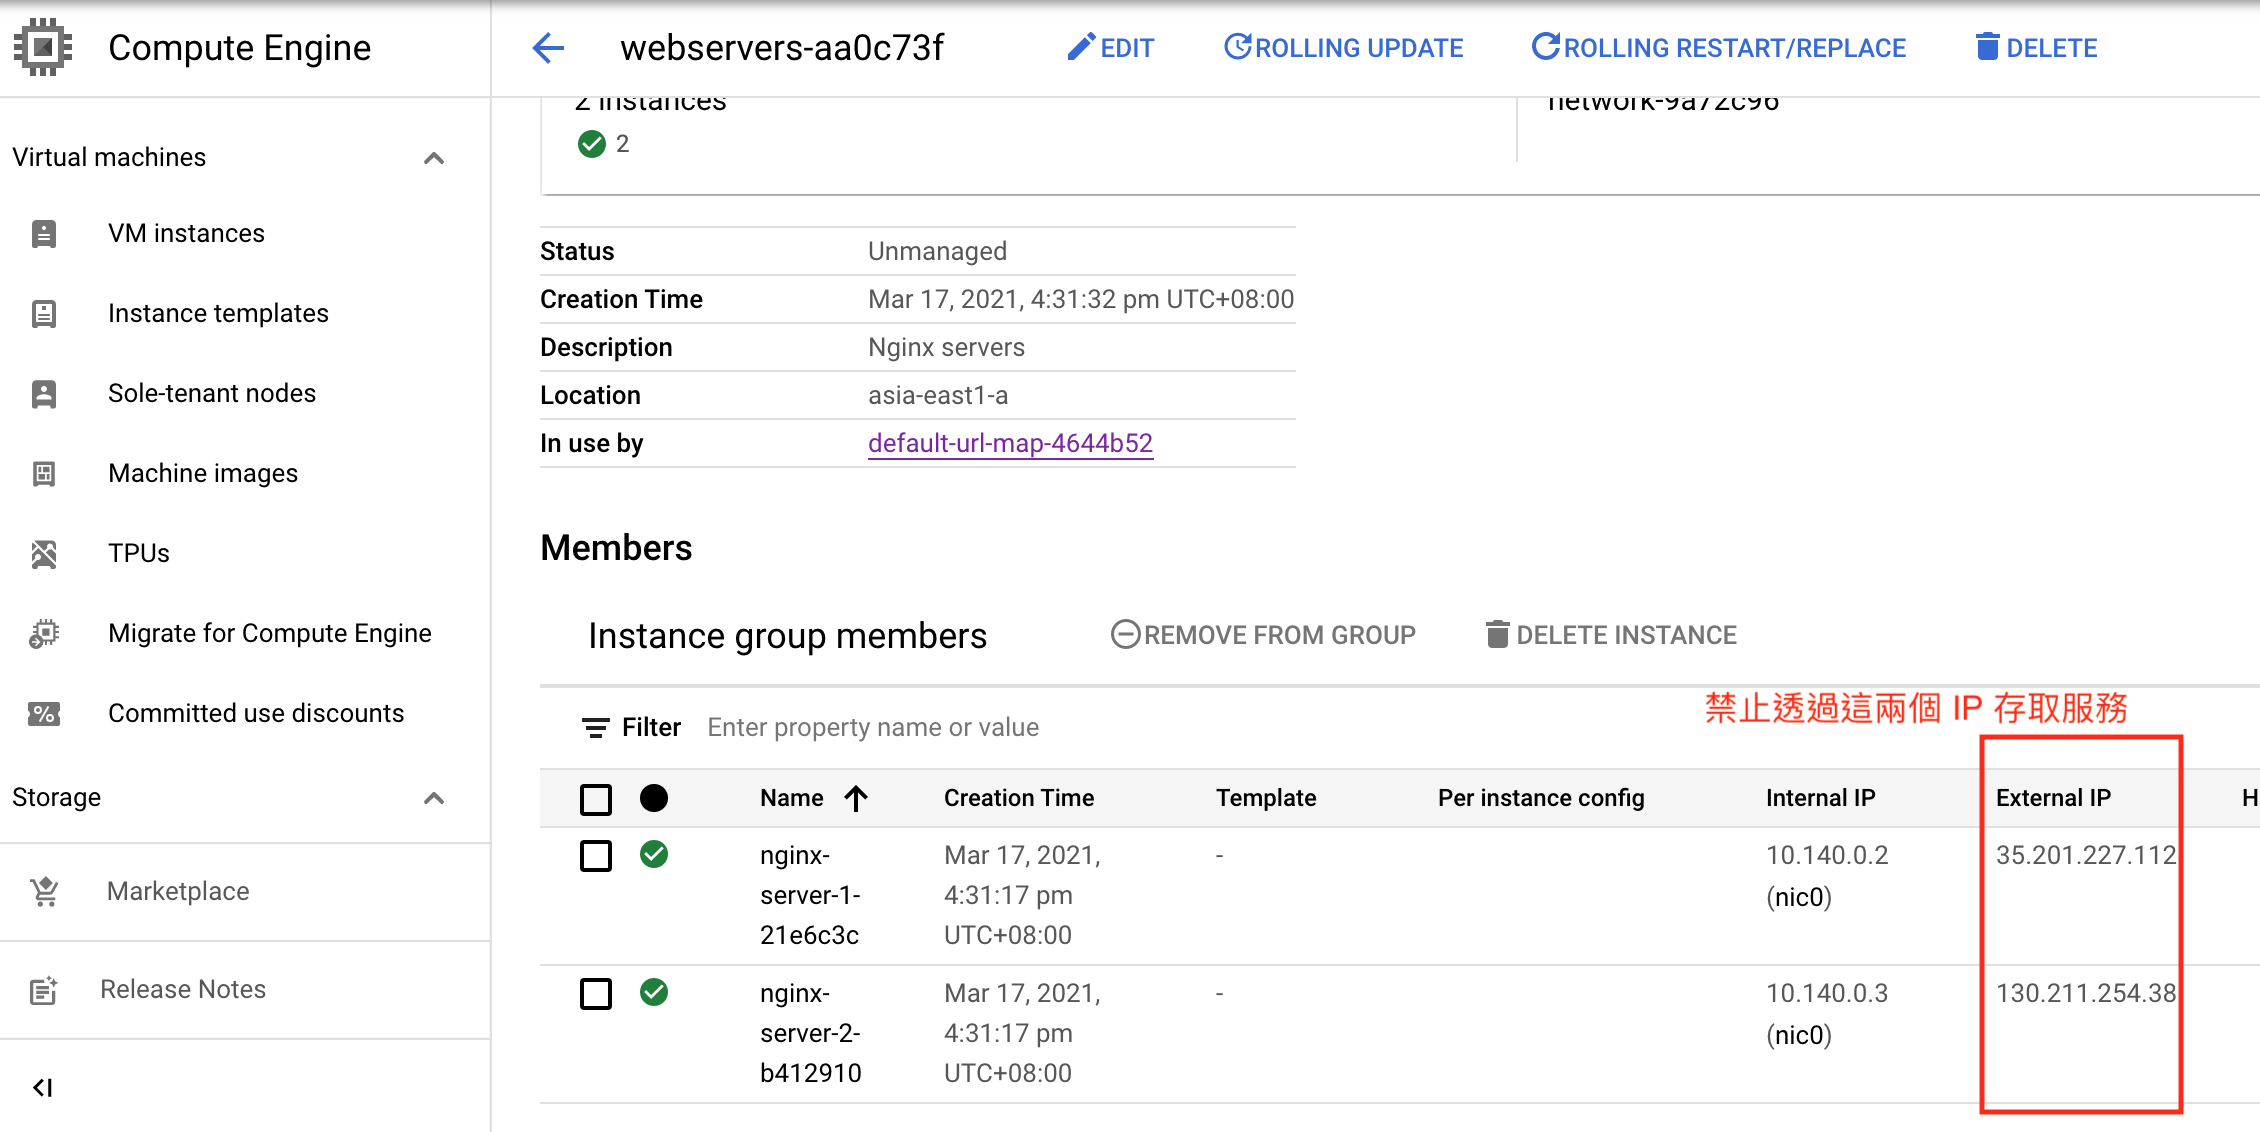 Compute Engine
webservers-aa0c73f
EDIT
ROLLING UPDATE
ROLLING RESTART/REPLACE
DELETE
2 instances
network-9a72c96
2
Virtual machines
VM instances
Instance templates
Sole-tenant nodes
Machine images
TPUs
Migrate for Compute Engine
Committed use discounts
Storage
Marketplace
Release Notes
Status Unmanaged
Creation Time Mar 17, 2021, 4:31:32 pm UTC+08:00
Description Nginx servers
Location asia-east1-a
In use by default-url-map-4644b52
Members
Instance group members
REMOVE FROM GROUP
DELETE INSTANCE
禁止透過這兩個 IP 存取服務
Filter Enter property name or value
Name Creation Time Template Per instance config Internal IP External IP H
nginx- Mar 17, 2021, - 10.140.0.2 35.201.227.112
server-1- 4:31:17 pm (nic0)
21e6c3c UTC+08:00
nginx- Mar 17, 2021, - 10.140.0.3 130.211.254.38
server-2- 4:31:17 pm (nic0)
b412910 UTC+08:00